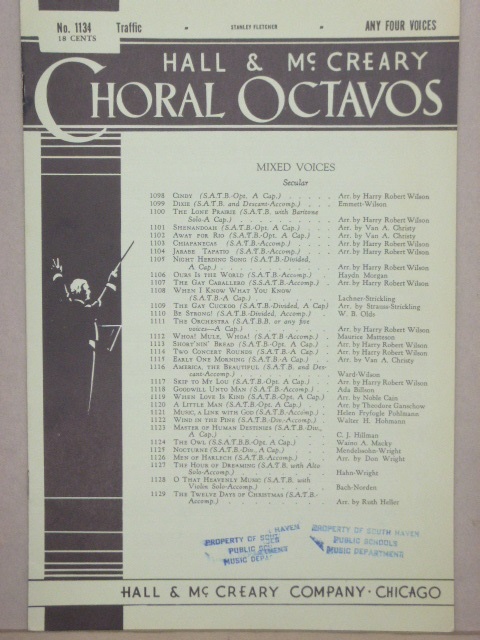 No. 1134 Traffic • STANLEY FLETCHER • ANY FOUR VOICES
18 CENTS
HALL & McCREARY
CHORAL OCTAVOS
MIXED VOICES
Secular
1098 CINDY (S.A.T.B.-Opt. A Cap.) . . . . . Arr. by Harry Robert Wilson
1099 DIXIE (S.A.T.B. and Descant-Accomp.) . . . Emmett-Wilson
1100 THE LONE PRAIRIE (S.A.T.B. with Baritone
Solo-A Cap.) . . . . . Arr. by Harry Robert Wilson
1101 SHENANDOAH (S.A.T.B.-Opt. A Cap.) . . . Arr. by Van A. Christy
1102 AWAY FOR RIO (S.A.T.B.-Opt. A Cap.) . . . Arr. by Van A. Christy
1103 CHIAPANECAS (S.A.T.B.-Accomp.) . . . . Arr. by Harry Robert Wilson
1104 JARABE TAPATIO (S.A.T.B.-Accomp.) . . . Arr. by Harry Robert Wilson
1105 NIGHT HERDING SONG (S.A.T.B.-Divided,
A Cap.) . . . . . Arr. by Harry Robert Wilson
1106 OURS IS THE WORLD (S.A.T.B.-Accomp.) . . Haydn Morgan
1107 THE GAY CABALLERO (S.S.A.T.B.-Accomp.) . . Arr. by Harry Robert Wilson
1108 WHEN I KNOW WHAT YOU KNOW
(S.A.T.B.-A Cap.) . . . . . Lachner-Strickling
1109 THE GAY CUCKOO (S.A.T.B.-Divided, A Cap.) Arr. by Strauss-Strickling
1110 BE STRONG! (S.A.T.B.-Divided, Accomp.) . . W. B. Olds
1111 THE ORCHESTRA (S.A.T.B.B. or any five
voices-A Cap.) . . . . . Arr. by Harry Robert Wilson
1112 WHOA! MULE, WHOA! (S.A.T.B.-Accomp.) . . Maurice Matteson
1113 SHORT'NIN' BREAD (S.A.T.B.-Opt. A Cap.) . . Arr. by Harry Robert Wilson
1114 TWO CONCERT ROUNDS (S.A.T.B.-A Cap.) . . Arr. by Harry Robert Wilson
1115 EARLY ONE MORNING (S.A.T.B.-A Cap.) . . Arr. by Van A. Christy
1116 AMERICA, THE BEAUTIFUL (S.A.T.B. and Des-
cant-Accomp.) . . . . . Ward-Wilson
1117 SKIP TO MY LOU (S.A.T.B.-Opt. A Cap.) . . Arr. by Harry Robert Wilson
1118 GOODWILL UNTO MAN (S.A.T.B.-Accomp.) . . Ada Billson
1119 WHEN LOVE IS KIND (S.A.T.B.-Opt. A Cap.) . . Arr. by Noble Cain
1120 A LITTLE MAN (S.A.T.B.-Opt. A Cap.) . . Arr. by Theodore Ganschow
1121 MUSIC, A LINK WITH GOD (S.A.T.B.-Accomp.) . . Helen Fryfogle Pohlmann
1122 WIND IN THE PINE (S.A.T.B.-Div.-Accomp.) . . Walter H. Hohmann
1123 MASTER OF HUMAN DESTINIES (S.A.T.B.-Div.,
A Cap.) . . . . . C. J. Hillman
1124 THE OWL (S.S.A.T.B.B.-Opt. A Cap.) . . Waino A. Macky
1125 NOCTURNE (S.A.T.B.-Div., A Cap.) . . . Mendelssohn-Wright
1126 MEN OF HARLECH (S.A.T.B.-Accomp.) . . Arr. by Don Wright
1127 THE HOUR OF DREAMING (S.A.T.B. with Alto
Solo-Accomp.) . . . . . Hahn-Wright
1128 O THAT HEAVENLY MUSIC (S.A.T.B. with
Violin Solo-Accomp.) . . . . . Bach-Norden
1129 THE TWELVE DAYS OF CHRISTMAS (S.A.T.B.-
Accomp.) . . . . . Arr. by Ruth Heller
PROPERTY OF SOU HAVEN
PUBLIC
MUSIC DEPA
PROPERTY OF SOUTH HAVEN
PUBLIC SCHOOLS
MUSIC DEPARTMENT
HALL & McCREARY COMPANY · CHICAGO